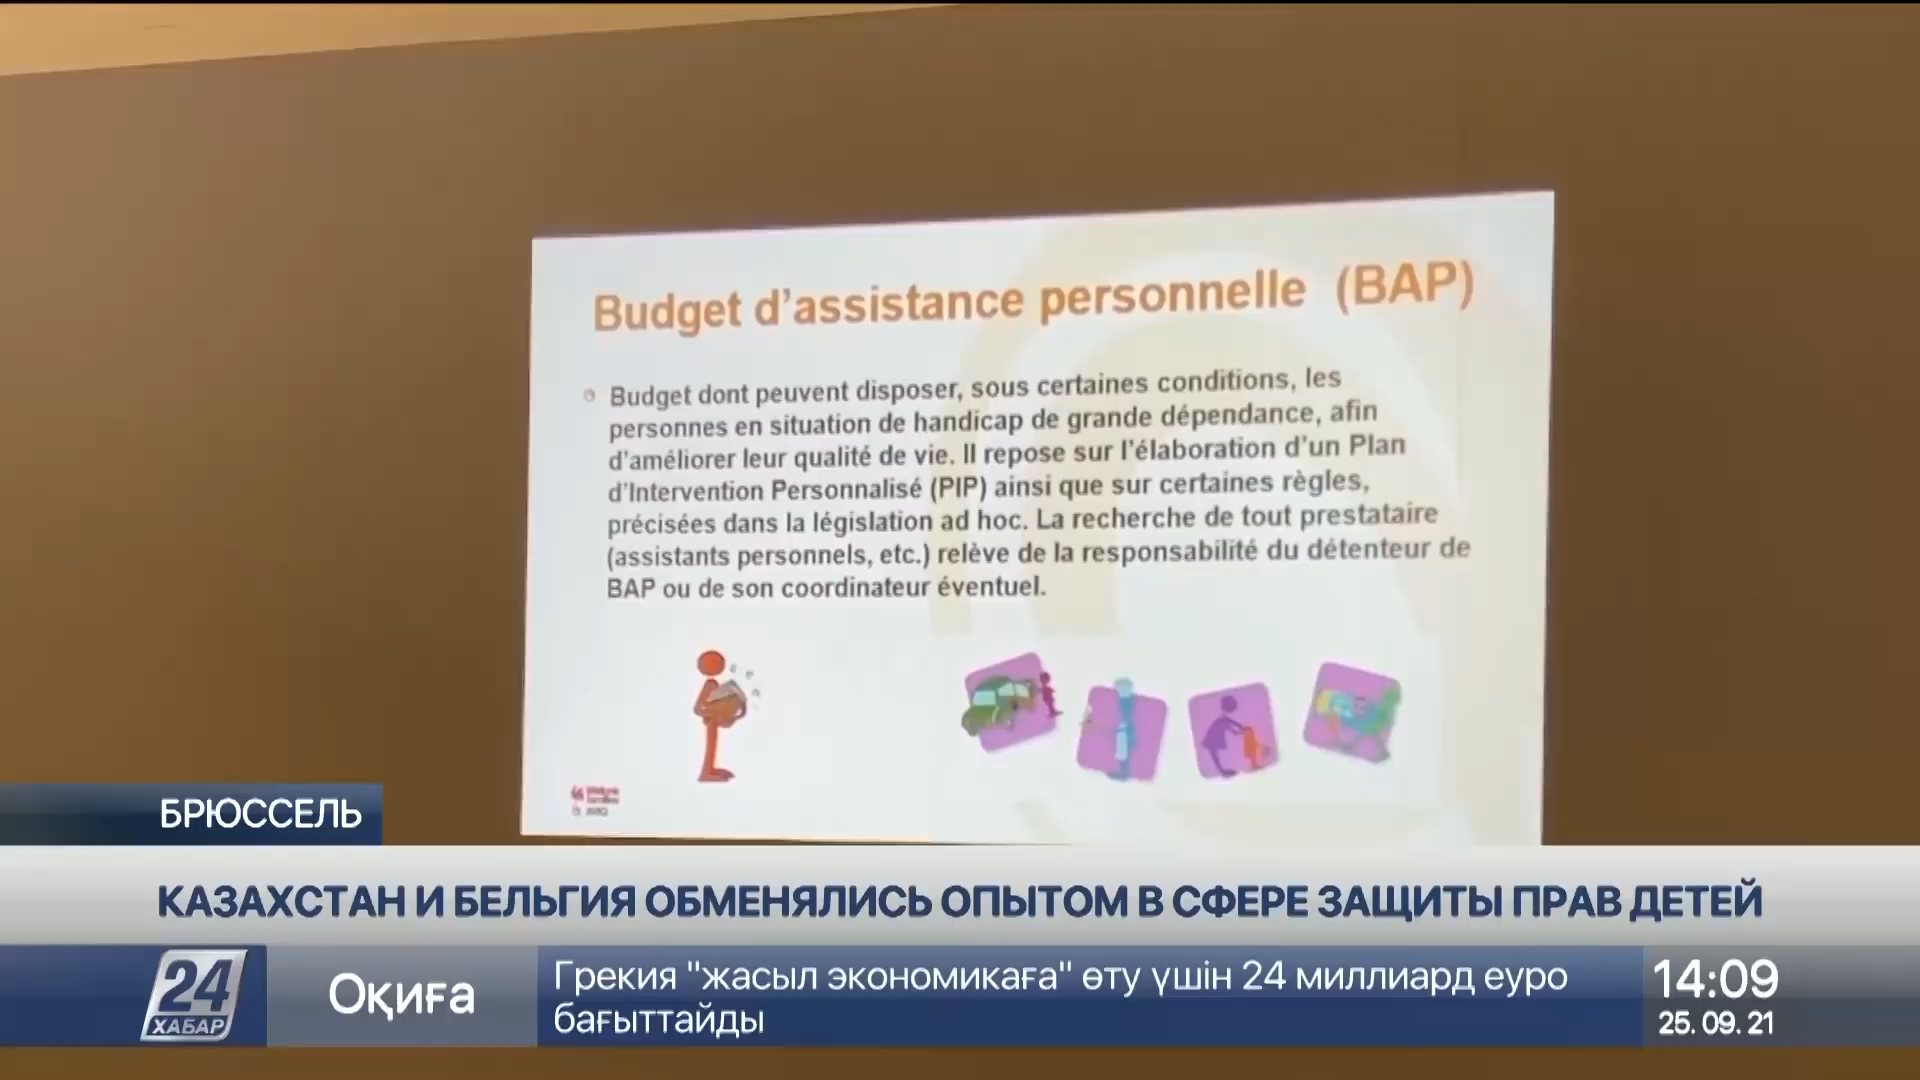 Budget d'assistance personnelle (BAP)
Budget dont peuvent disposer, sous certaines conditions, les
personnes en situation de handicap de grande dépendance, afin
d'améliorer leur qualité de vie. Il repose sur l'élaboration d'un Plan
d'Intervention Personnalisé (PIP) ainsi que sur certaines règles,
précisées dans la législation ad hoc. La recherche de tout prestataire
(assistants personnels, etc.) relève de la responsabilité du détenteur de
BAP ou de son coordinateur éventuel.
БРЮССЕЛЬ
КАЗАХСТАН И БЕЛЬГИЯ ОБМЕНЯЛИСЬ ОПЫТОМ В СФЕРЕ ЗАЩИТЫ ПРАВ ДЕТЕЙ
24
ХАБАР
Оқиға
Грекия "жасыл экономикаға" өту үшін 24 миллиард еуро
бағыттайды
14:09
25. 09. 21